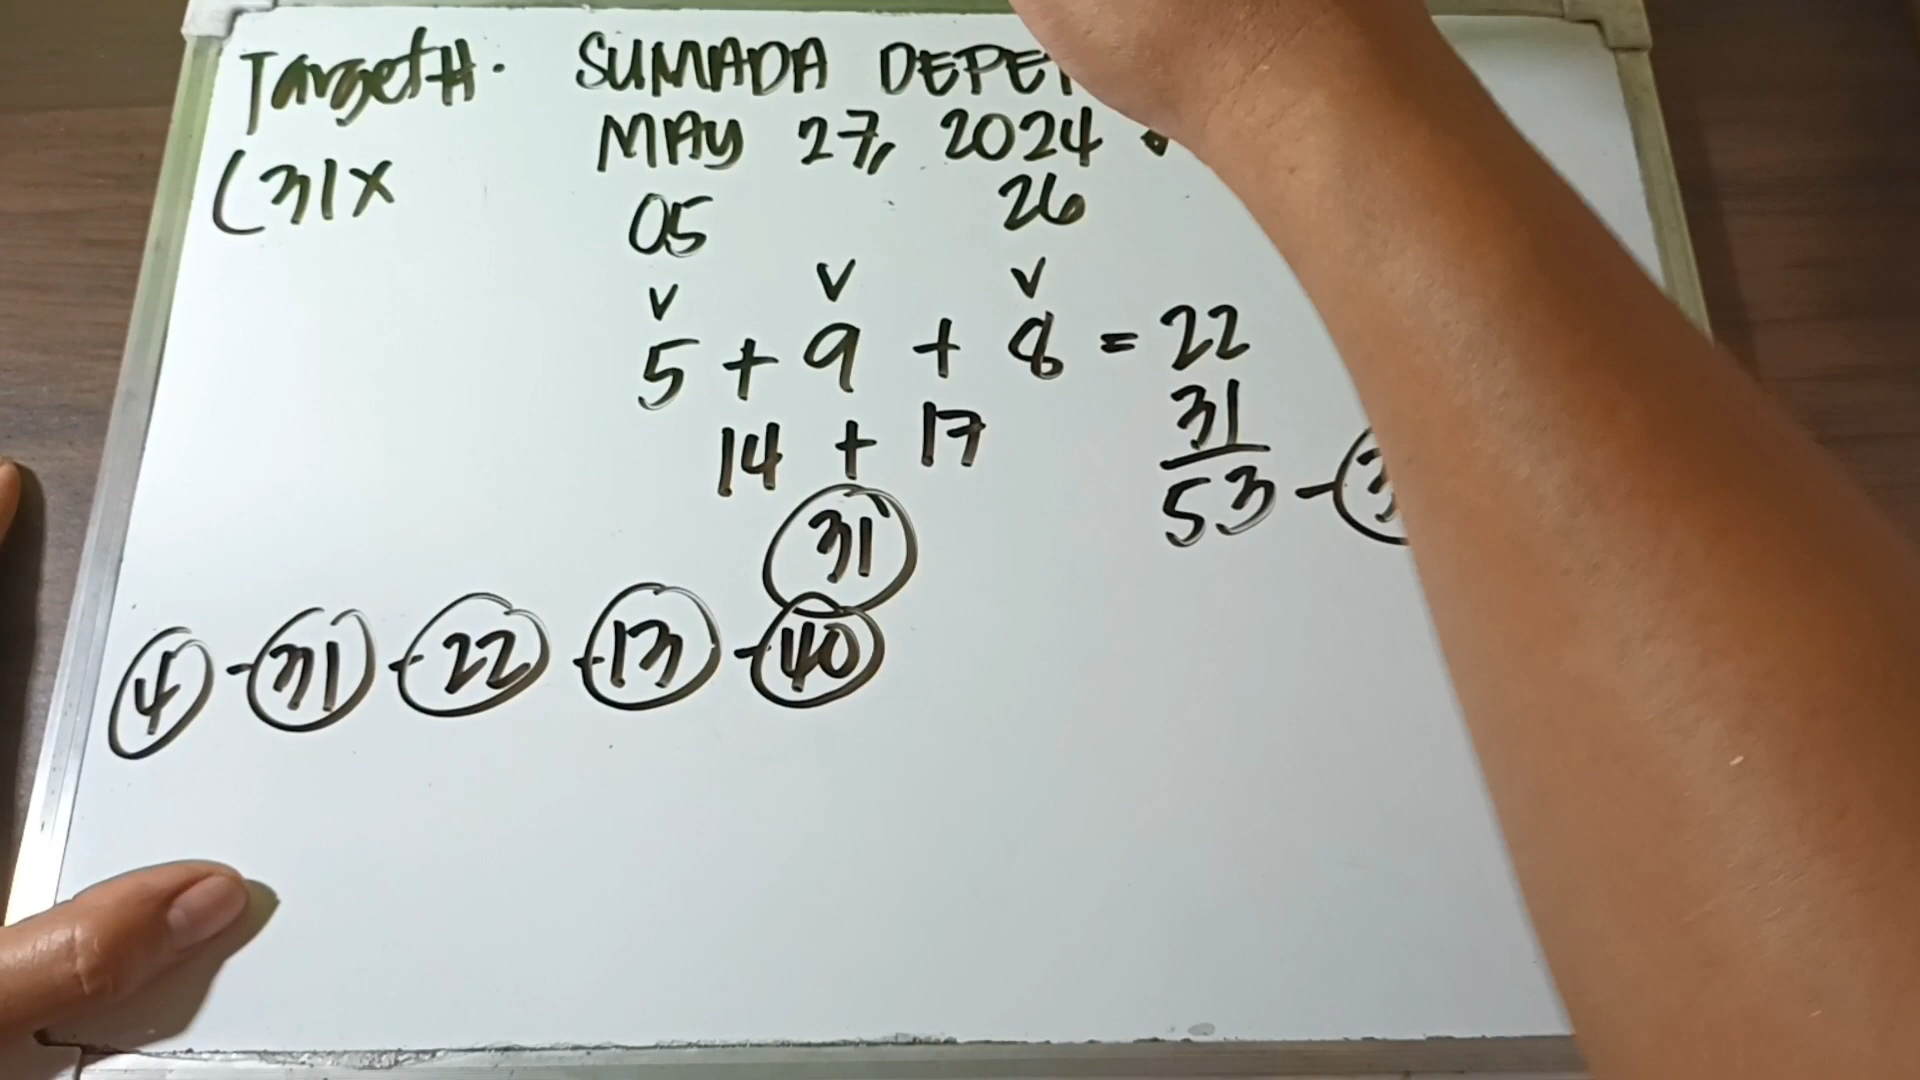 Target#. SUMADA
MAY 27, 2024
(31x
05 26
v v v
5 + 9 + 8 = 22
14 + 17 31
53 -
31
4 - 31 - 22 - 13 - 40